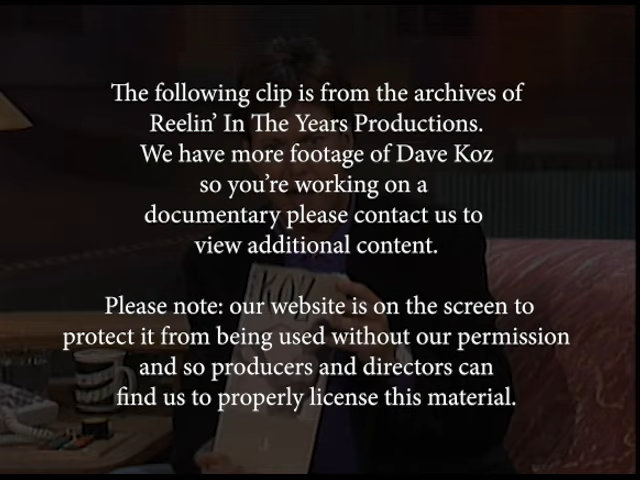 The following clip is from the archives of
Reelin’ In The Years Productions.
We have more footage of Dave Koz
so you’re working on a
documentary please contact us to
view additional content.
Please note: our website is on the screen to
protect it from being used without our permission
and so producers and directors can
find us to properly license this material.
KOZ